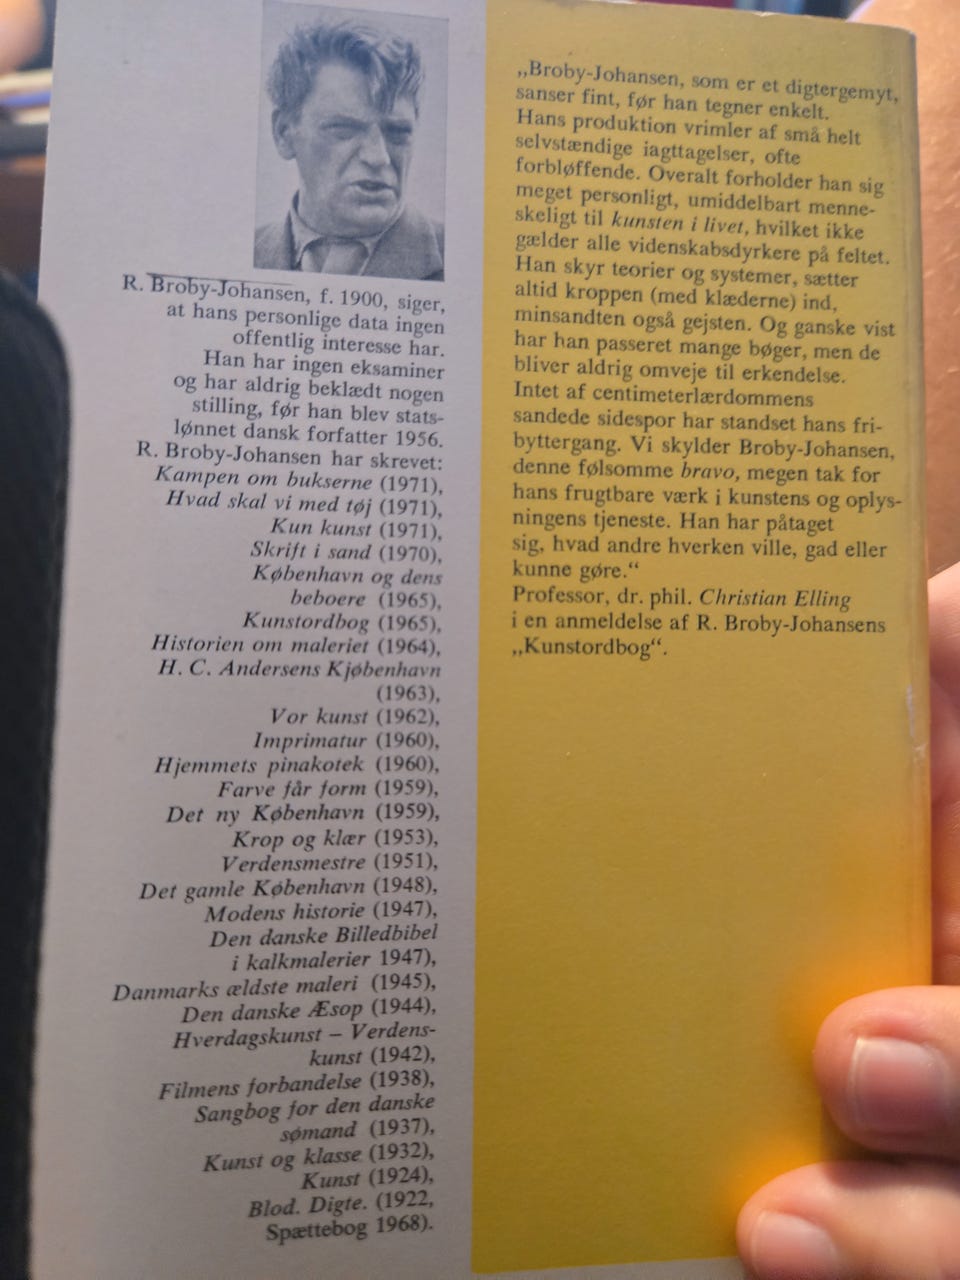 R. Broby-Johansen, f. 1900, siger,
at hans personlige data ingen
offentlig interesse har.
Han har ingen eksaminer
og har aldrig beklædt nogen
stilling, før han blev stats-
lønnet dansk forfatter 1956.
R. Broby-Johansen har skrevet:
Kampen om bukserne (1971),
Hvad skal vi med tøj (1971),
Kun kunst (1971),
Skrift i sand (1970),
København og dens
beboere (1965),
Kunstordbog (1965),
Historien om maleriet (1964),
H. C. Andersens Kjøbenhavn
(1963),
Vor kunst (1962),
Imprimatur (1960),
Hjemmets pinakotek (1960),
Farve får form (1959),
Det ny København (1959),
Krop og klær (1953),
Verdensmestre (1951),
Det gamle København (1948),
Modens historie (1947),
Den danske Billedbibel
i kalkmalerier 1947),
Danmarks ældste maleri (1945),
Den danske Æsop (1944),
Hverdagskunst – Verdens-
kunst (1942),
Filmens forbandelse (1938),
Sangbog for den danske
sømand (1937),
Kunst og klasse (1932),
Kunst (1924),
Blod. Digte. (1922,
Spættebog 1968).
„Broby-Johansen, som er et digtergemyt,
sanser fint, før han tegner enkelt.
Hans produktion vrimler af små helt
selvstændige iagttagelser, ofte
forbløffende. Overalt forholder han sig
meget personligt, umiddelbart menne-
skeligt til kunsten i livet, hvilket ikke
gælder alle videnskabsdyrkere på feltet.
Han skyr teorier og systemer, sætter
altid kroppen (med klæderne) ind,
minsandten også gejsten. Og ganske vist
har han passeret mange bøger, men de
bliver aldrig omveje til erkendelse.
Intet af centimeterlærdommens
sandede sidespor har standset hans fri-
byttergang. Vi skylder Broby-Johansen,
denne følsomme bravo, megen tak for
hans frugtbare værk i kunstens og oplys-
ningens tjeneste. Han har påtaget
sig, hvad andre hverken ville, gad eller
kunne gøre.“
Professor, dr. phil. Christian Elling
i en anmeldelse af R. Broby-Johansens
„Kunstordbog“.